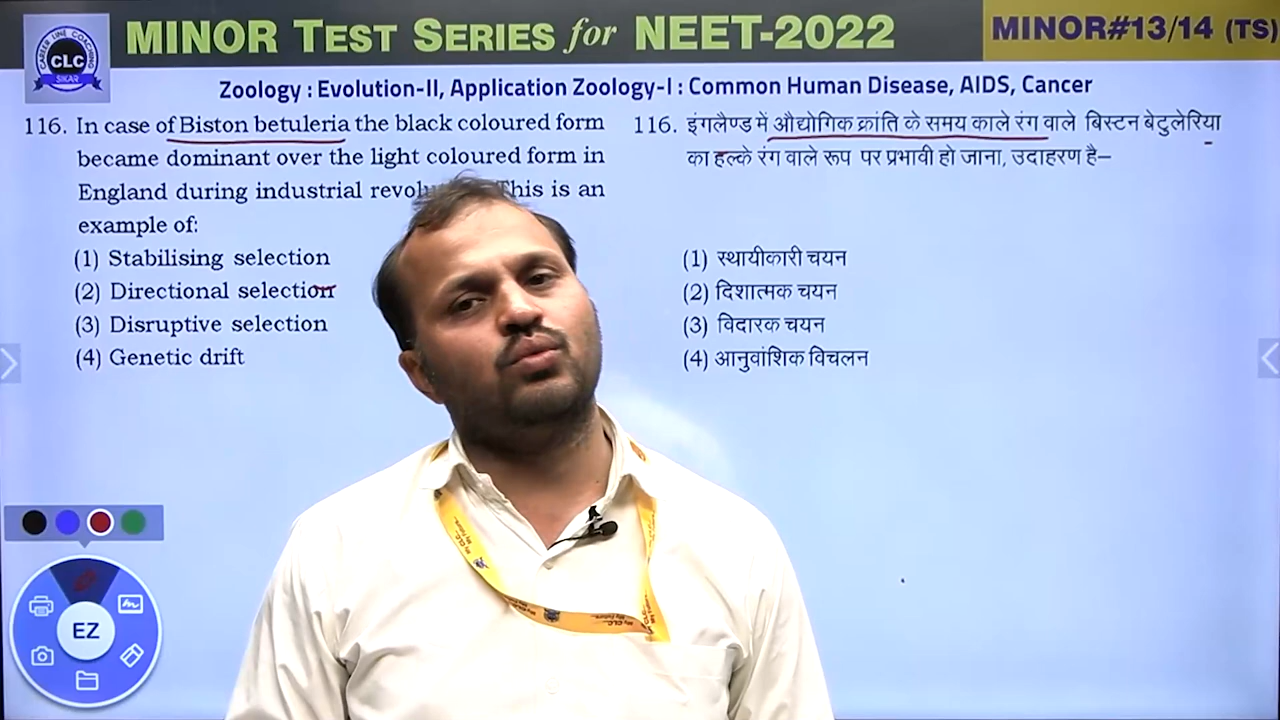 CAREER LINE COACHING
CLC
SIKAR
MINOR TEST SERIES for NEET-2022
MINOR#13/14 (TS)
Zoology : Evolution-II, Application Zoology-I : Common Human Disease, AIDS, Cancer
116. In case of Biston betuleria the black coloured form
became dominant over the light coloured form in
England during industrial This is an
example of:
(1) Stabilising selection
(2) Directional selection
(3) Disruptive selection
(4) Genetic drift
116. इंगलैण्ड में औद्योगिक क्रांति के समय काले रंग वाले बिस्टन बेटुलेरिया
का हल्के रंग वाले रूप पर प्रभावी हो जाना, उदाहरण है–
(1) स्थायीकारी चयन
(2) दिशात्मक चयन
(3) विदारक चयन
(4) आनुवांशिक विचलन
EZ